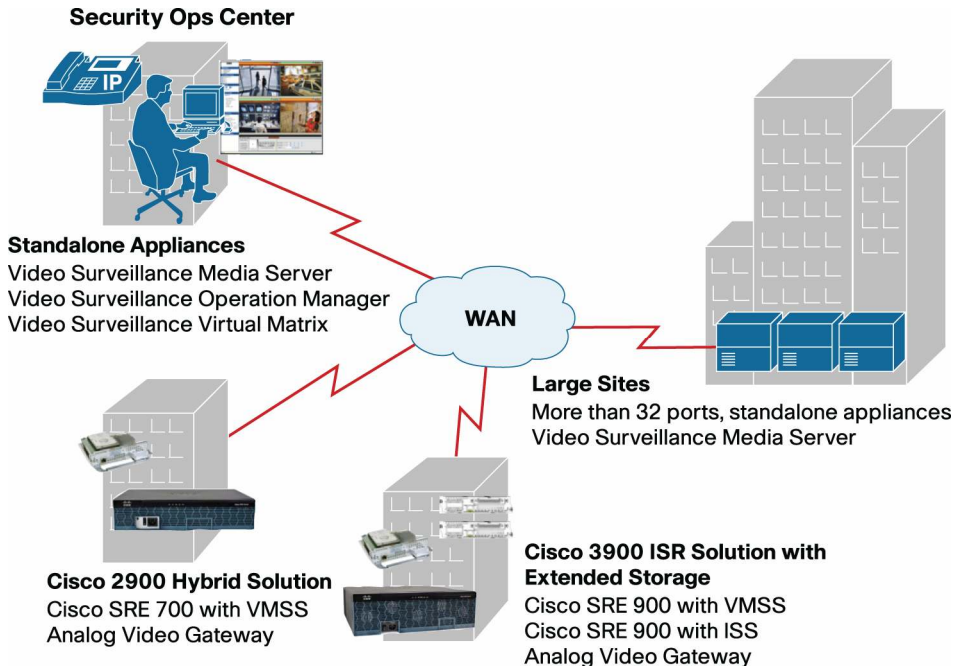 Security Ops Center
IP
Standalone Appliances
Video Surveillance Media Server
Video Surveillance Operation Manager
Video Surveillance Virtual Matrix
WAN
Large Sites
More than 32 ports, standalone appliances
Video Surveillance Media Server
Cisco 2900 Hybrid Solution
Cisco SRE 700 with VMSS
Analog Video Gateway
Cisco 3900 ISR Solution with
Extended Storage
Cisco SRE 900 with VMSS
Cisco SRE 900 with ISS
Analog Video Gateway